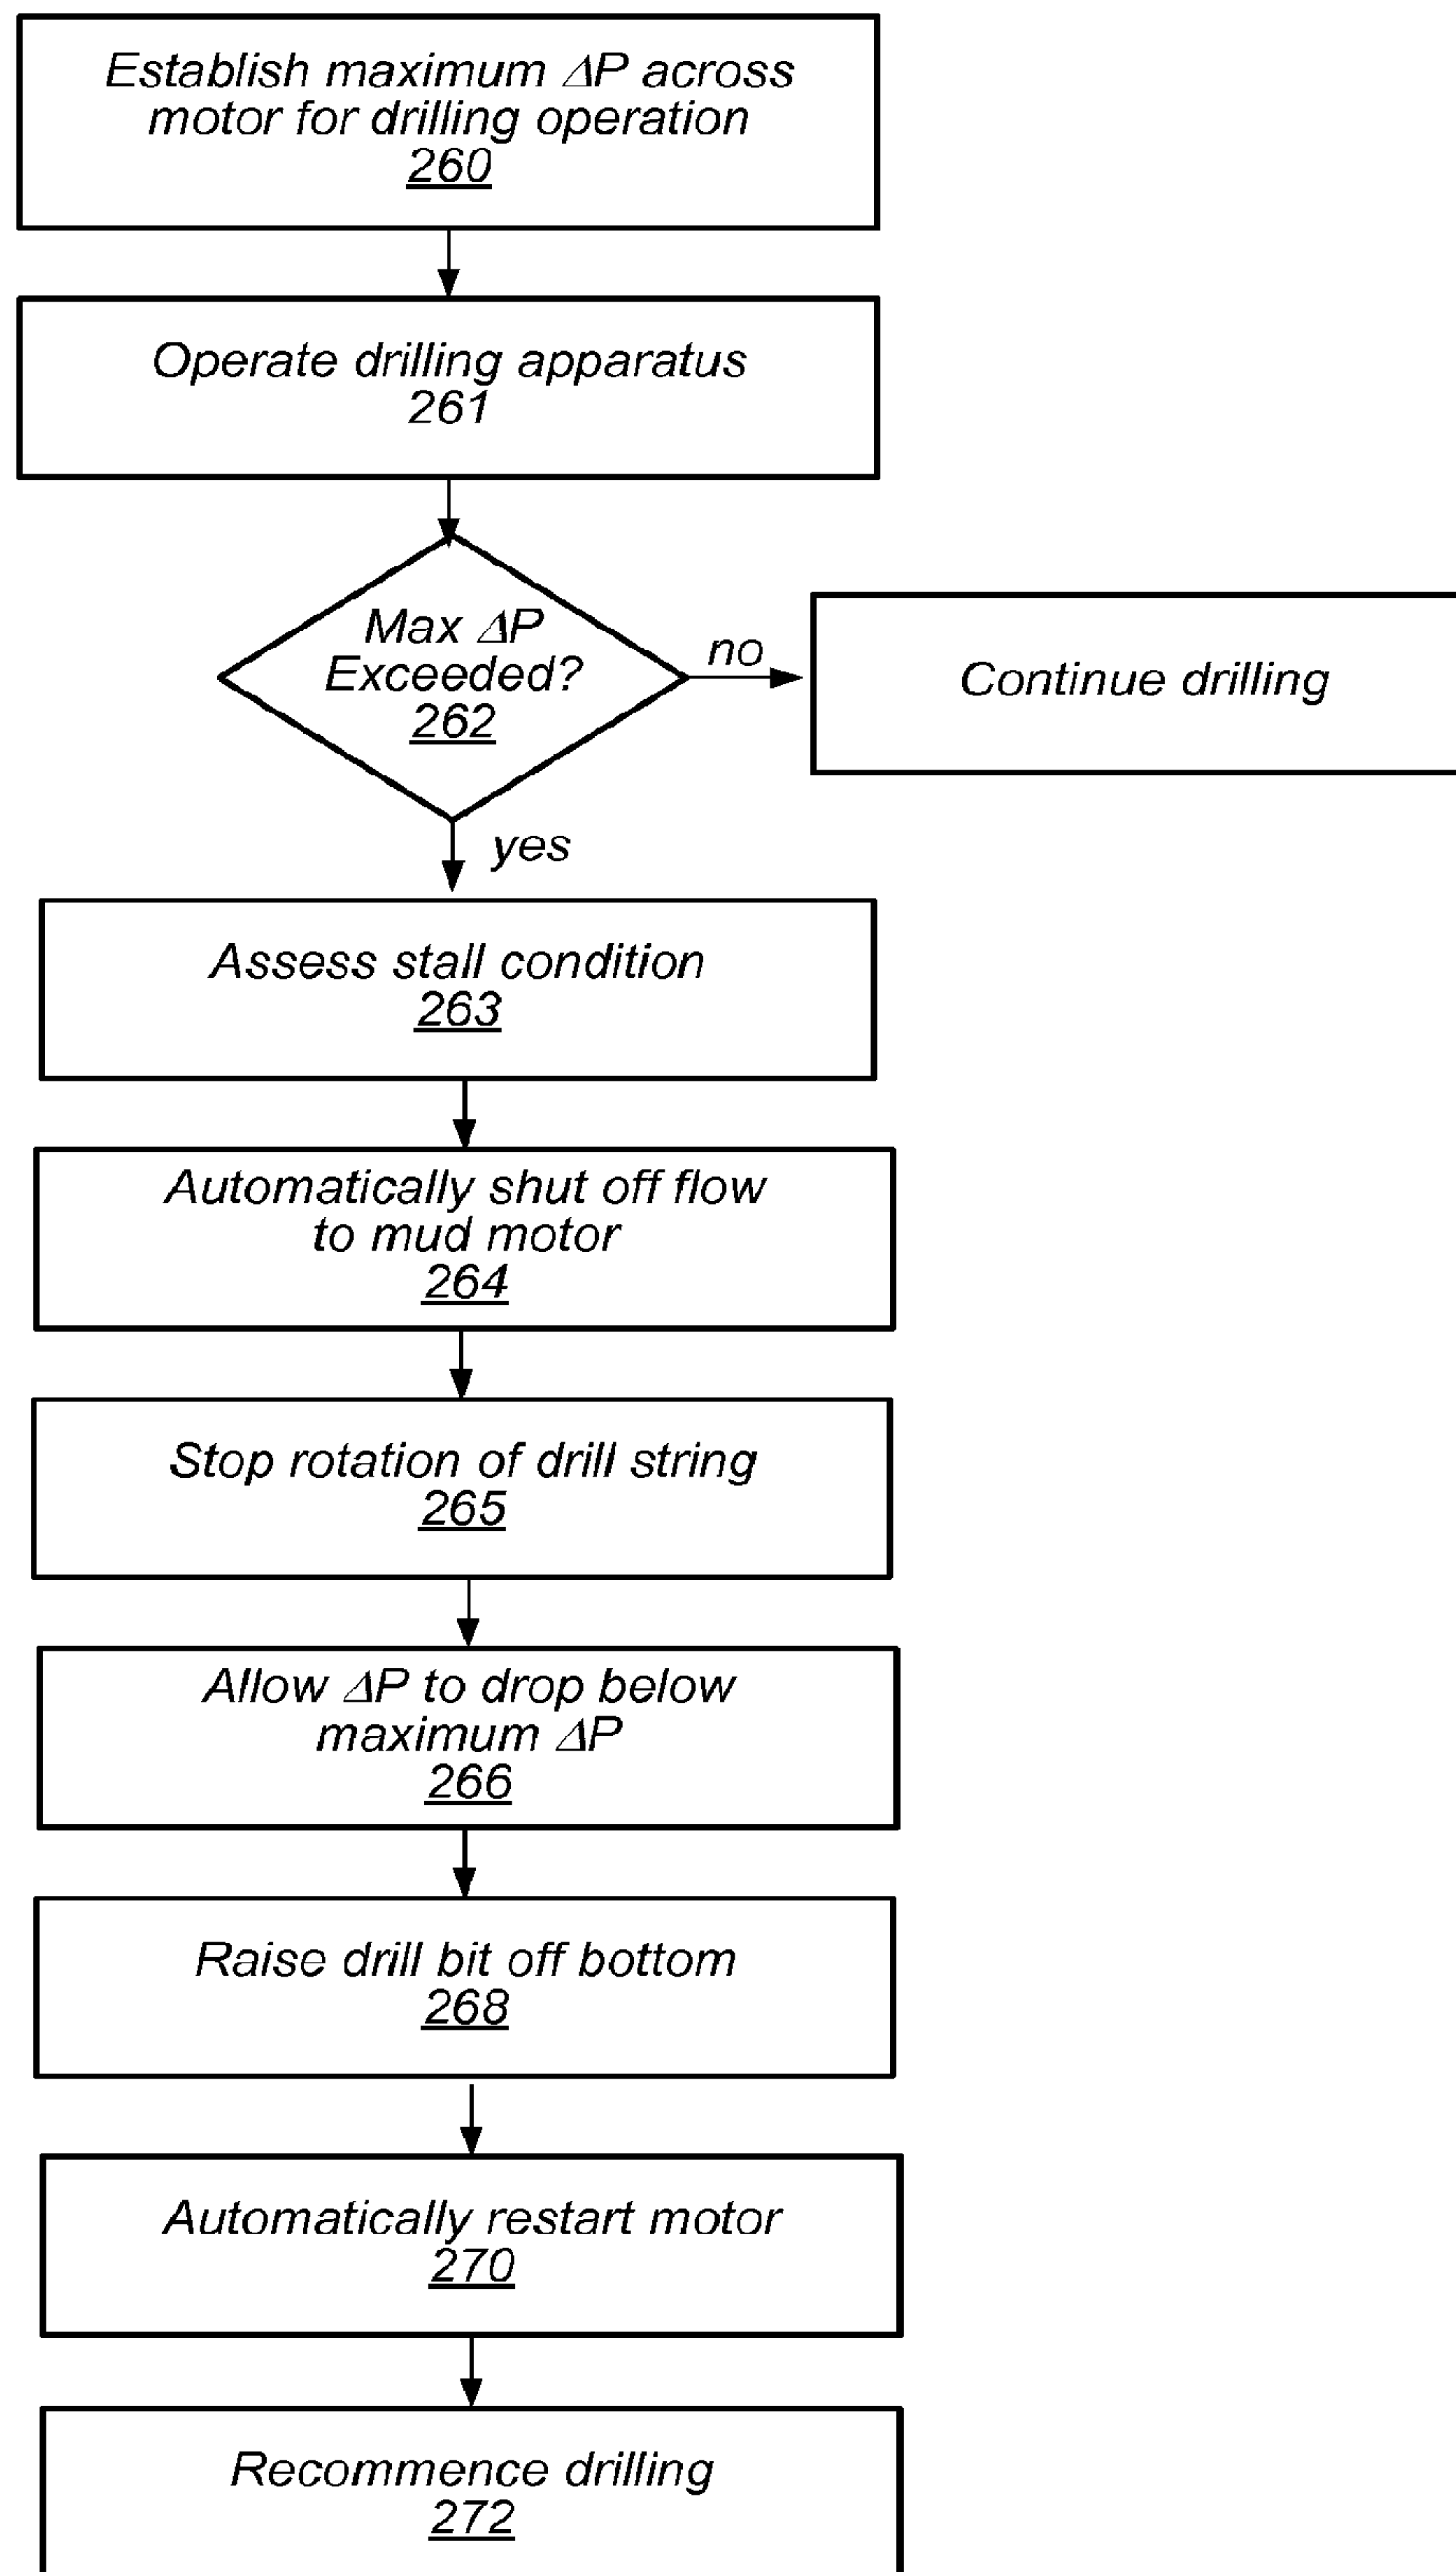 Establish maximum ΔP across
motor for drilling operation
260
Operate drilling apparatus
261
Max ΔP
Exceeded?
262
no
Continue drilling
yes
Assess stall condition
263
Automatically shut off flow
to mud motor
264
Stop rotation of drill string
265
Allow ΔP to drop below
maximum ΔP
266
Raise drill bit off bottom
268
Automatically restart motor
270
Recommence drilling
272